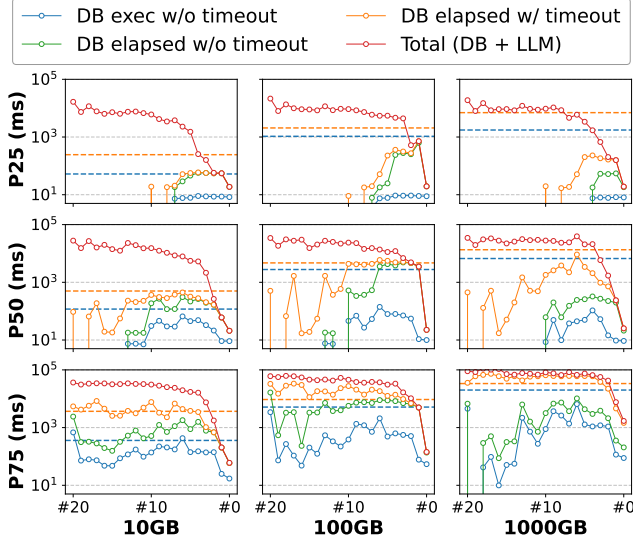 DB exec w/o timeout
DB elapsed w/ timeout
DB elapsed w/o timeout
Total (DB + LLM)
P25 (ms)
10^5
10^3
10^1
P50 (ms)
10^5
10^3
10^1
P75 (ms)
10^5
10^3
10^1
#20 #10 #0 #20 #10 #0 #20 #10 #0
10GB 100GB 1000GB